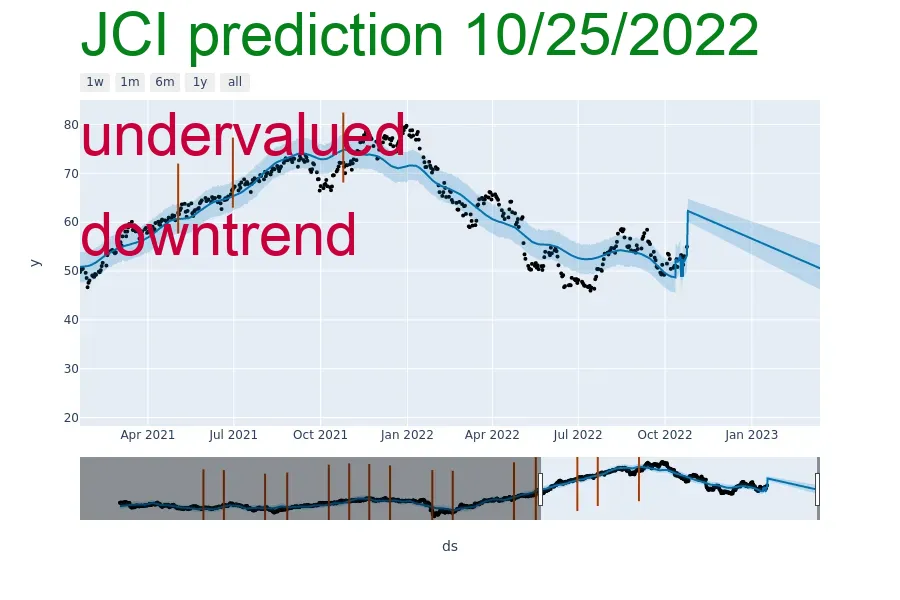 JCI prediction 10/25/2022
1w 1m 6m 1y all
undervalued
downtrend
80
70
60
50
40
30
20
y
Apr 2021 Jul 2021 Oct 2021 Jan 2022 Apr 2022 Jul 2022 Oct 2022 Jan 2023
ds